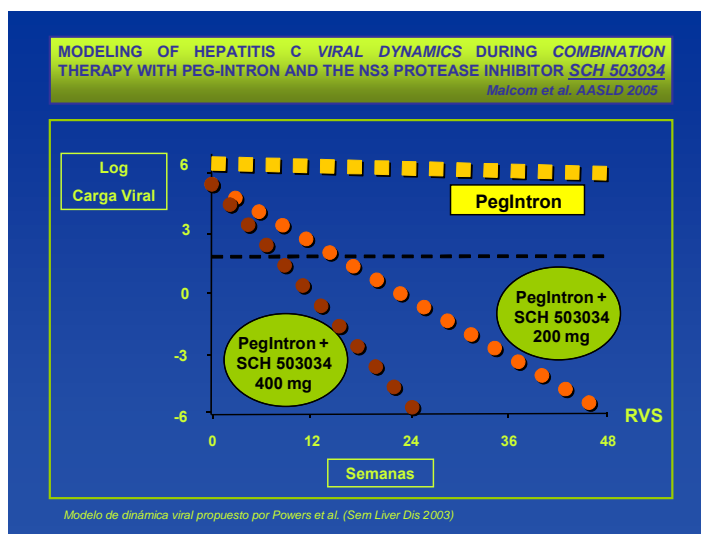 MODELING OF HEPATITIS C VIRAL DYNAMICS DURING COMBINATION
THERAPY WITH PEG-INTRON AND THE NS3 PROTEASE INHIBITOR SCH 503034
Malcom et al. AASLD 2005
Log
Carga Viral
6
3
0
-3
-6
PegIntron
PegIntron +
SCH 503034
200 mg
PegIntron +
SCH 503034
400 mg
RVS
0 12 24 36 48
Semanas
Modelo de dinámica viral propuesto por Powers et al. (Sem Liver Dis 2003)